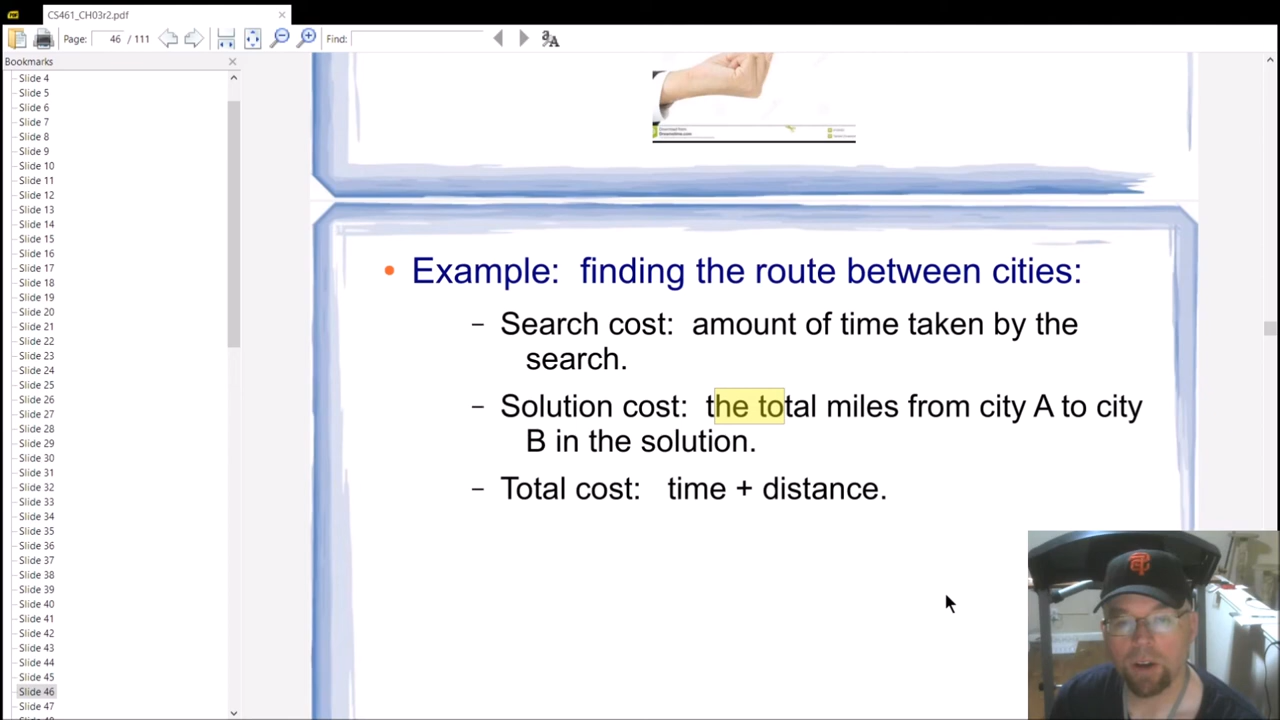 CS461_CH03r2.pdf
Page: 46 / 111 Find:
Bookmarks
Slide 4
Slide 5
Slide 6
Slide 7
Slide 8
Slide 9
Slide 10
Slide 11
Slide 12
Slide 13
Slide 14
Slide 15
Slide 16
Slide 17
Slide 18
Slide 19
Slide 20
Slide 21
Slide 22
Slide 23
Slide 24
Slide 25
Slide 26
Slide 27
Slide 28
Slide 29
Slide 30
Slide 31
Slide 32
Slide 33
Slide 34
Slide 35
Slide 36
Slide 37
Slide 38
Slide 39
Slide 40
Slide 41
Slide 42
Slide 43
Slide 44
Slide 45
Slide 46
Slide 47
Download from
Dreamstime.com
• Example: finding the route between cities:
– Search cost: amount of time taken by the
search.
– Solution cost: the total miles from city A to city
B in the solution.
– Total cost: time + distance.